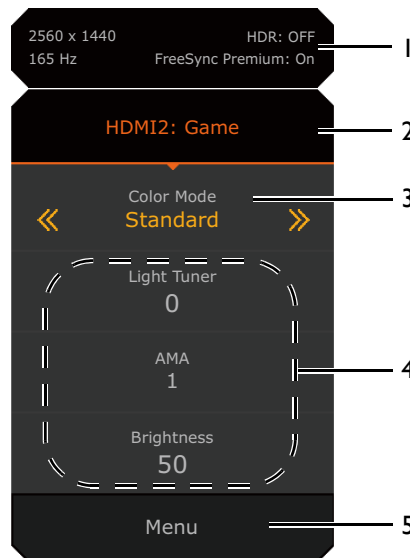 2560 x 1440 HDR: OFF
165 Hz FreeSync Premium: On
1
HDMI2: Game
2
Color Mode
Standard
3
Light Tuner
0
AMA
1
4
Brightness
50
Menu
5